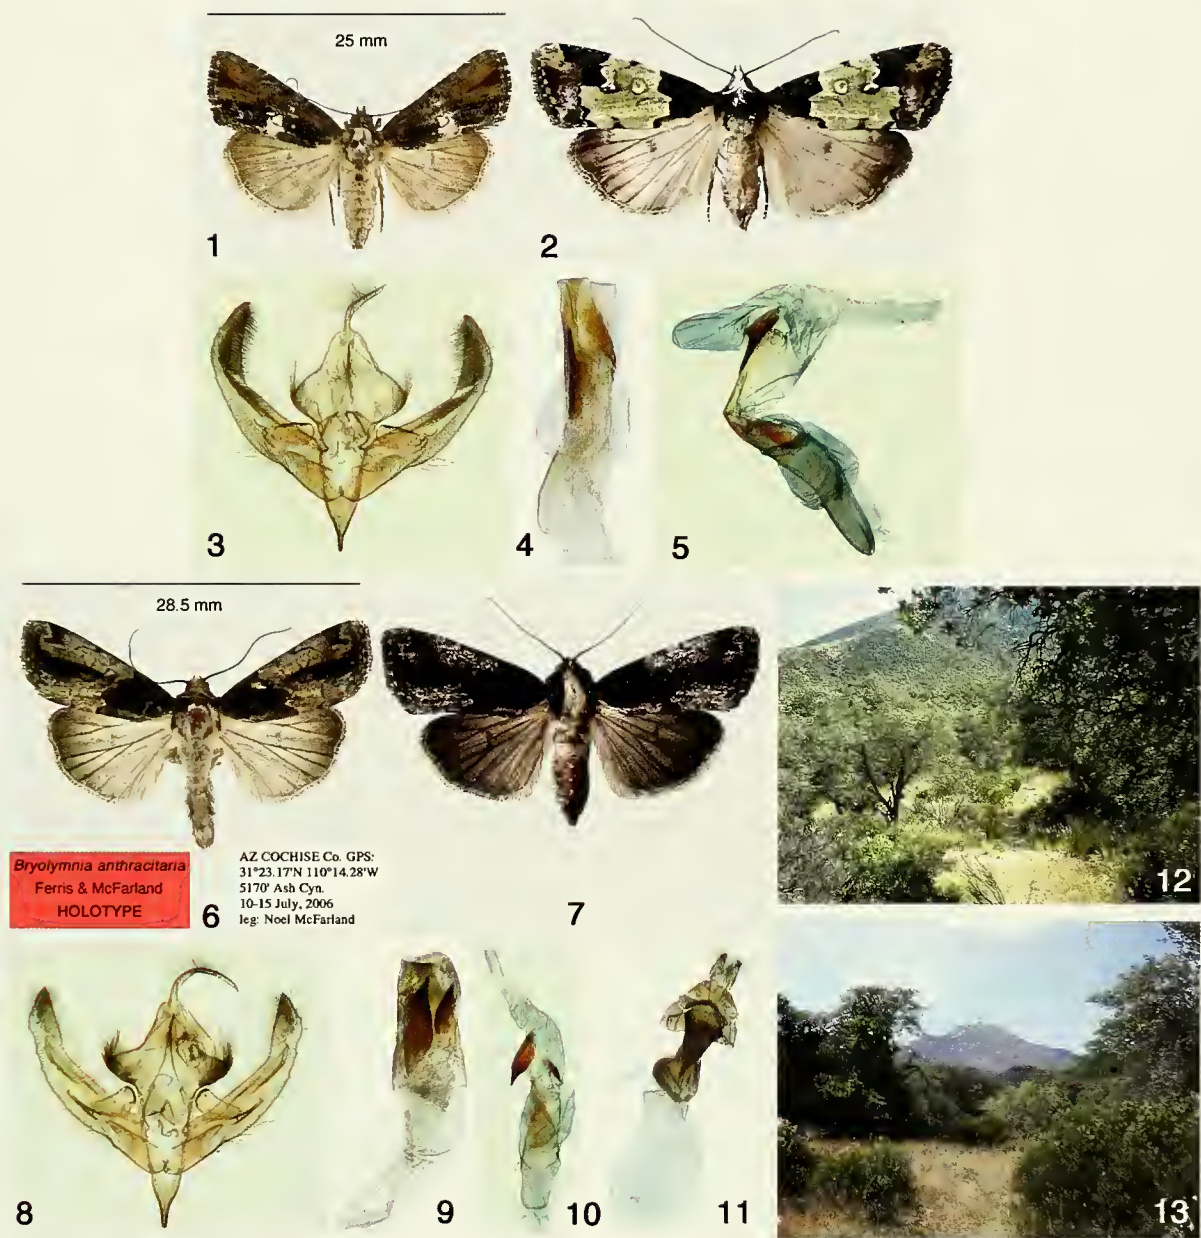 25 mm
1
2
3
4
5
28.5 mm
Bryolymnia anthracitaria
Ferris & McFarland
HOLOTYPE
6
AZ COCHISE Co. GPS:
31°23.17'N 110°14.28'W
5170' Ash Cyn.
10-15 July, 2006
leg: Noel McFarland
7
12
8
9
10
11
13